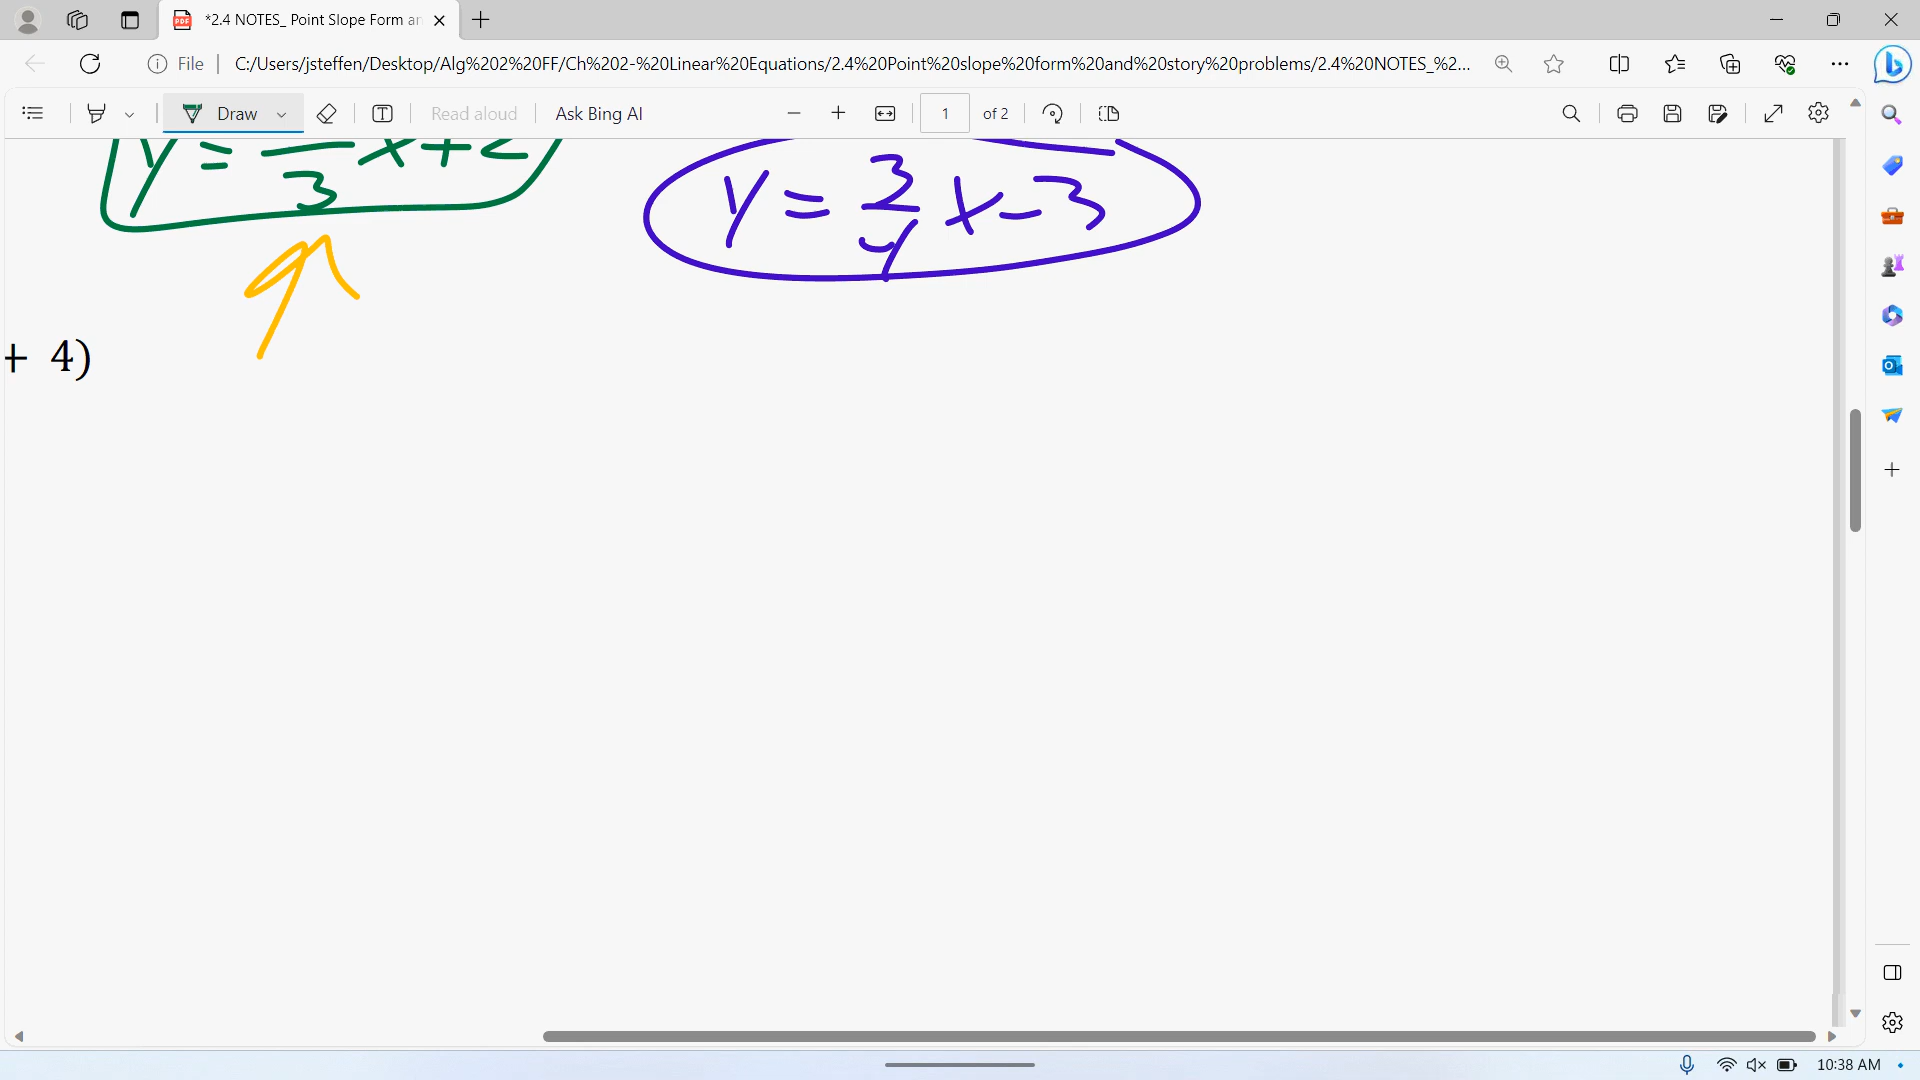 *2.4 NOTES_ Point Slope Form an
File
C:/Users/jsteffen/Desktop/Alg%202%20FF/Ch%202-%20Linear%20Equations/2.4%20Point%20slope%20form%20and%20story%20problems/2.4%20NOTES_%2...
Draw
Read aloud
Ask Bing AI
1 of 2
y = — x + 2
3
y = 3/4 x - 3
+ 4)
10:38 AM